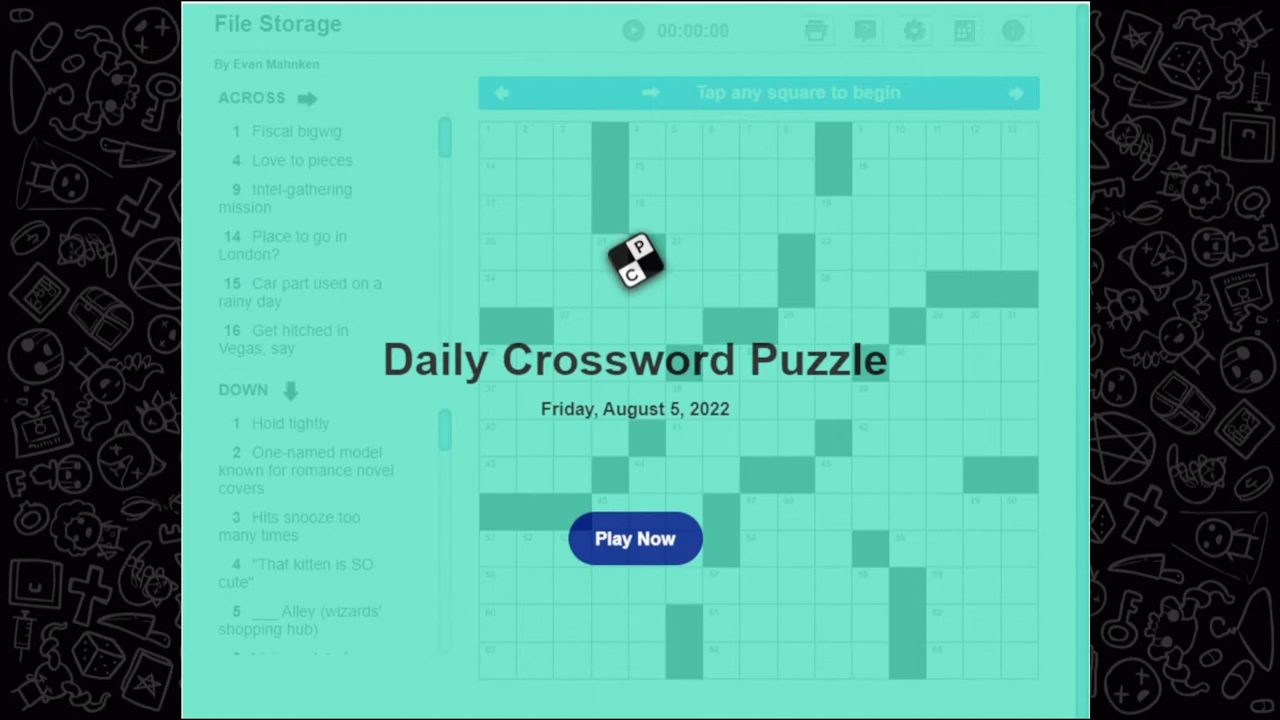 File Storage
00:00:00
By Evan Mahnken
ACROSS
Tap any square to begin
1 Fiscal bigwig
4 Love to pieces
9 Intel-gathering
mission
14 Place to go in
London?
15 Car part used on a
rainy day
16 Get hitched in
Vegas, say
P
C
Daily Crossword Puzzle
Friday, August 5, 2022
DOWN
1 Hold tightly
2 One-named model
known for romance novel
covers
3 Hits snooze too
many times
4 "That kitten is SO
cute"
5 ___ Alley (wizards'
shopping hub)
Play Now